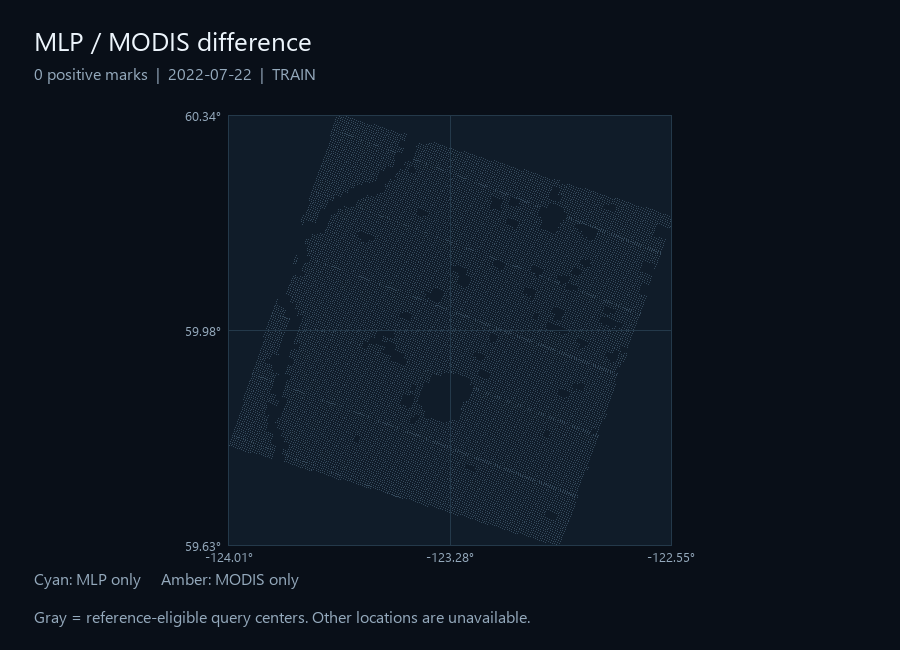 MLP / MODIS difference
0 positive marks | 2022-07-22 | TRAIN
60.34°
59.98°
59.63°
-124.01° -123.28° -122.55°
Cyan: MLP only Amber: MODIS only
Gray = reference-eligible query centers. Other locations are unavailable.